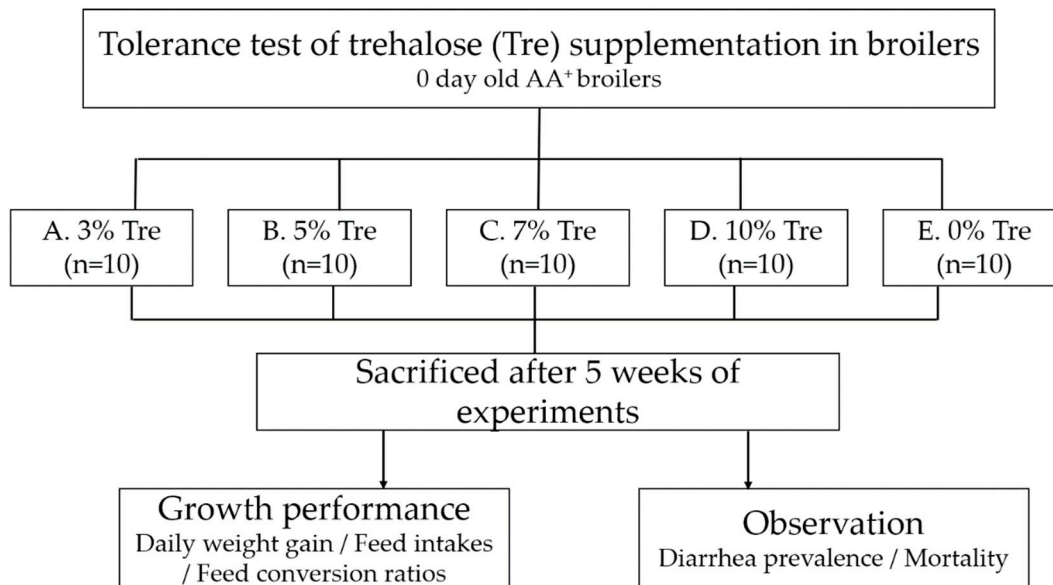 Tolerance test of trehalose (Tre) supplementation in broilers
0 day old AA⁺ broilers
A. 3% Tre
(n=10)
B. 5% Tre
(n=10)
C. 7% Tre
(n=10)
D. 10% Tre
(n=10)
E. 0% Tre
(n=10)
Sacrificed after 5 weeks of
experiments
Growth performance
Daily weight gain / Feed intakes
/ Feed conversion ratios
Observation
Diarrhea prevalence / Mortality